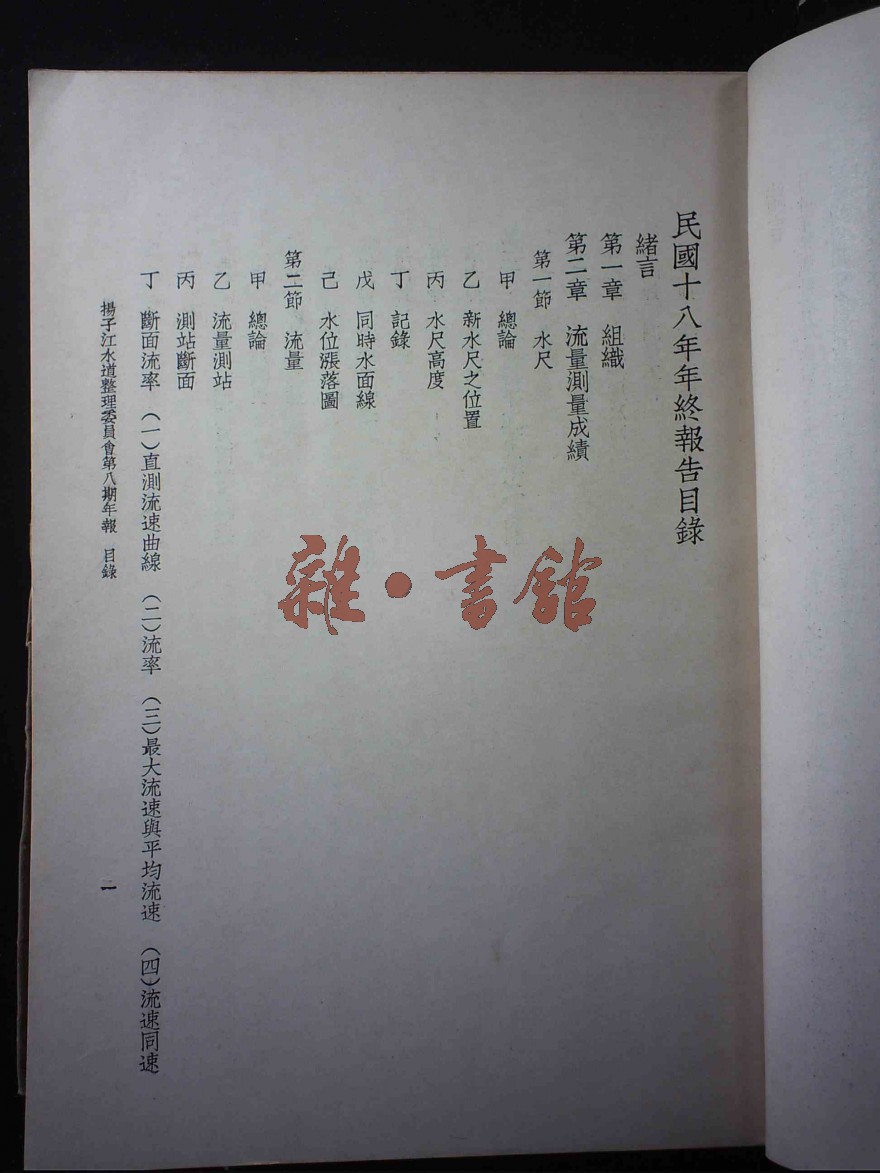 民國十八年年終報告目錄
緒言
第一章　組織
第二章　流量測量成績
第一節　水尺
甲　總論
乙　新水尺之位置
丙　水尺高度
丁　記錄
戊　同時水面線
己　水位漲落圖
第二節　流量
甲　總論
乙　流量測站
丙　測站斷面
丁　斷面流率　（一）直測流速曲線　（二）流率　（三）最大流速與平均流速　（四）流速同速
揚子江水道整理委員會第八期年報　目錄
二
雜·書館